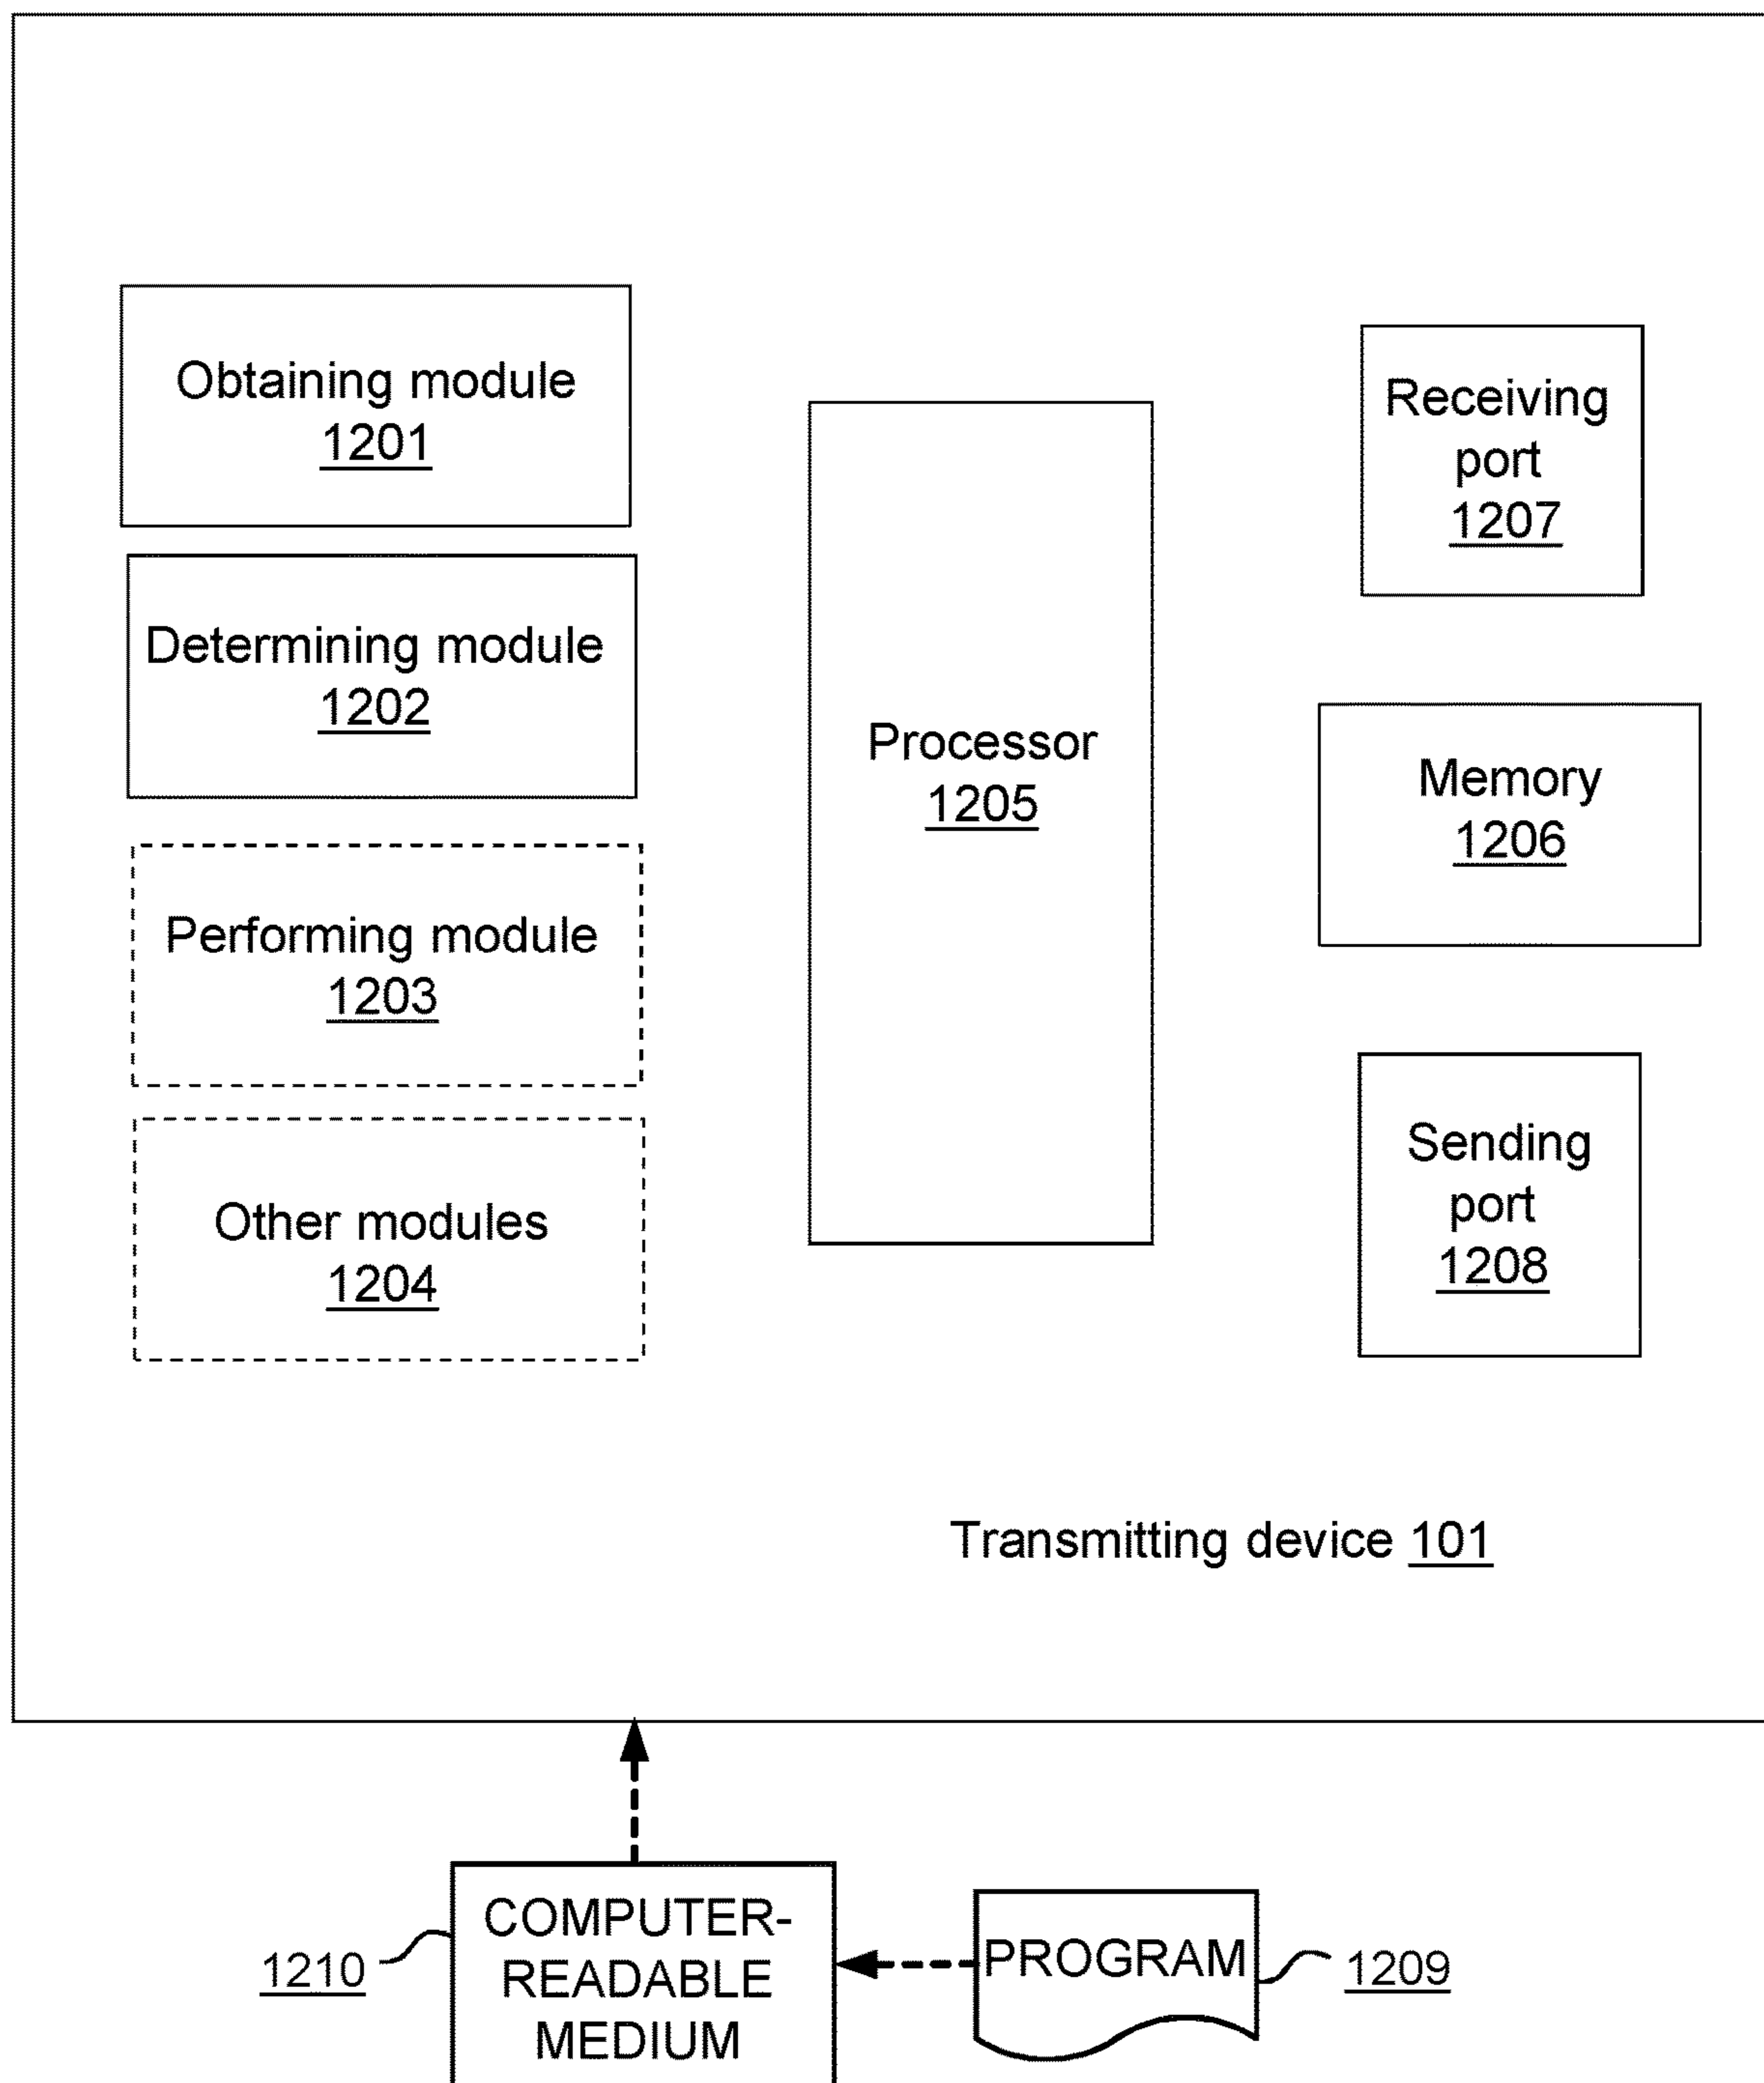 Obtaining module
1201
Determining module
1202
Performing module
1203
Other modules
1204
Processor
1205
Receiving
port
1207
Memory
1206
Sending
port
1208
Transmitting device 101
1210
COMPUTER-
READABLE
MEDIUM
PROGRAM
1209